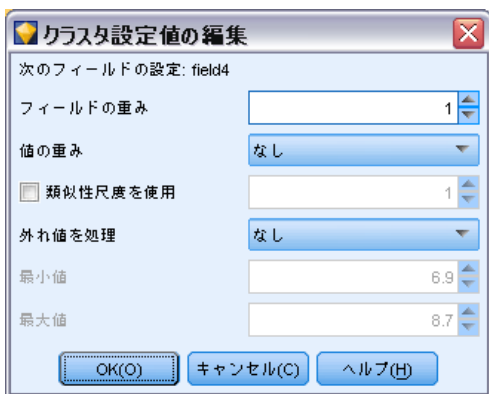 クラスタ設定値の編集
次のフィールドの設定: field4
フィールドの重み 1
値の重み なし
類似性尺度を使用 1
外れ値を処理 なし
最小値 6.9
最大値 8.7
OK(O) キャンセル(C) ヘルプ(H)